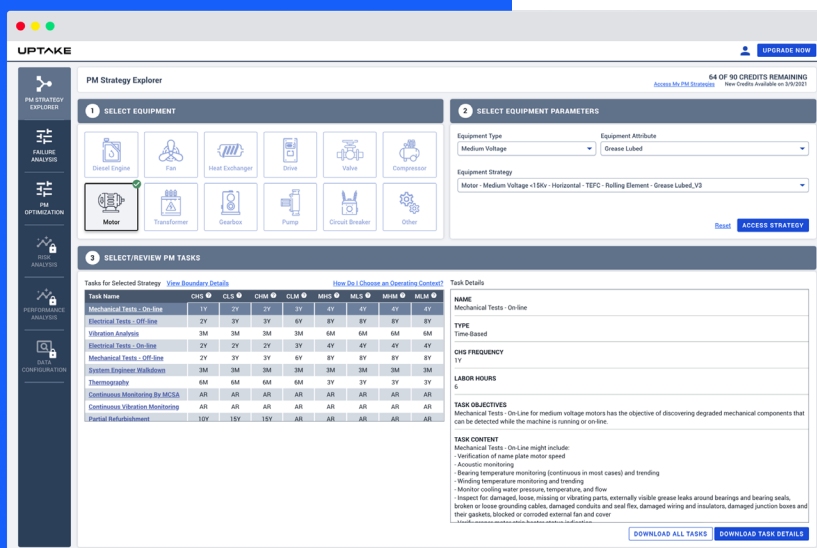 UPTAKE
UPGRADE NOW
PM STRATEGY
EXPLORER
FAILURE
ANALYSIS
PM
OPTIMIZATION
RISK
ANALYSIS
PERFORMANCE
ANALYSIS
DATA
CONFIGURATION
PM Strategy Explorer
64 OF 90 CREDITS REMAINING
Access My PM Strategies New Credits Available on 3/9/2021
1 SELECT EQUIPMENT
Diesel Engine Fan Heat Exchanger Drive Valve Compressor
Motor Transformer Gearbox Pump Circuit Breaker Other
2 SELECT EQUIPMENT PARAMETERS
Equipment Type Equipment Attribute
Medium Voltage Grease Lubed
Equipment Strategy
Motor - Medium Voltage <15Kv - Horizontal - TEFC - Rolling Element - Grease Lubed_V3
Reset ACCESS STRATEGY
3 SELECT/REVIEW PM TASKS
Tasks for Selected Strategy View Boundary Details How Do I Choose an Operating Context?
Task Name CHS ? CLS ? CHM ? CLM ? MHS ? MLS ? MHM ? MLM ?
Mechanical Tests - On-line 1Y 2Y 2Y 3Y 4Y 4Y 4Y 4Y
Electrical Tests - Off-line 2Y 3Y 3Y 6Y 8Y 8Y 8Y 8Y
Vibration Analysis 3M 3M 3M 3M 6M 6M 6M 6M
Electrical Tests - On-line 2Y 2Y 2Y 3Y 4Y 4Y 4Y 4Y
Mechanical Tests - Off-line 2Y 3Y 3Y 6Y 8Y 8Y 8Y 8Y
System Engineer Walkdown 3M 3M 3M 3M 3M 3M 3M 3M
Thermography 6M 6M 6M 6M 3Y 3Y 3Y 3Y
Continuous Monitoring By MCSA AR AR AR AR AR AR AR AR
Continuous Vibration Monitoring AR AR AR AR AR AR AR AR
Partial Refurbishment 10Y 15Y 15Y AR AR AR AR AR
Task Details
NAME
Mechanical Tests - On-line
TYPE
Time-Based
CHS FREQUENCY
1Y
LABOR HOURS
6
TASK OBJECTIVES
Mechanical Tests - On-Line for medium voltage motors has the objective of discovering degraded mechanical components that
can be detected while the machine is running or on-line.
TASK CONTENT
Mechanical Tests - On-Line might include:
- Verification of name plate motor speed
- Acoustic monitoring
- Bearing temperature monitoring (continuous in most cases) and trending
- Winding temperature monitoring and trending
- Monitor cooling water pressure, temperature, and flow
- Inspect for: damaged, loose, missing or vibrating parts, externally visible grease leaks around bearings and bearing seals,
broken or loose grounding cables, damaged conduits and seal flex, damaged wiring and insulators, damaged junction boxes and
their gaskets, blocked or corroded external fan and cover
DOWNLOAD ALL TASKS DOWNLOAD TASK DETAILS